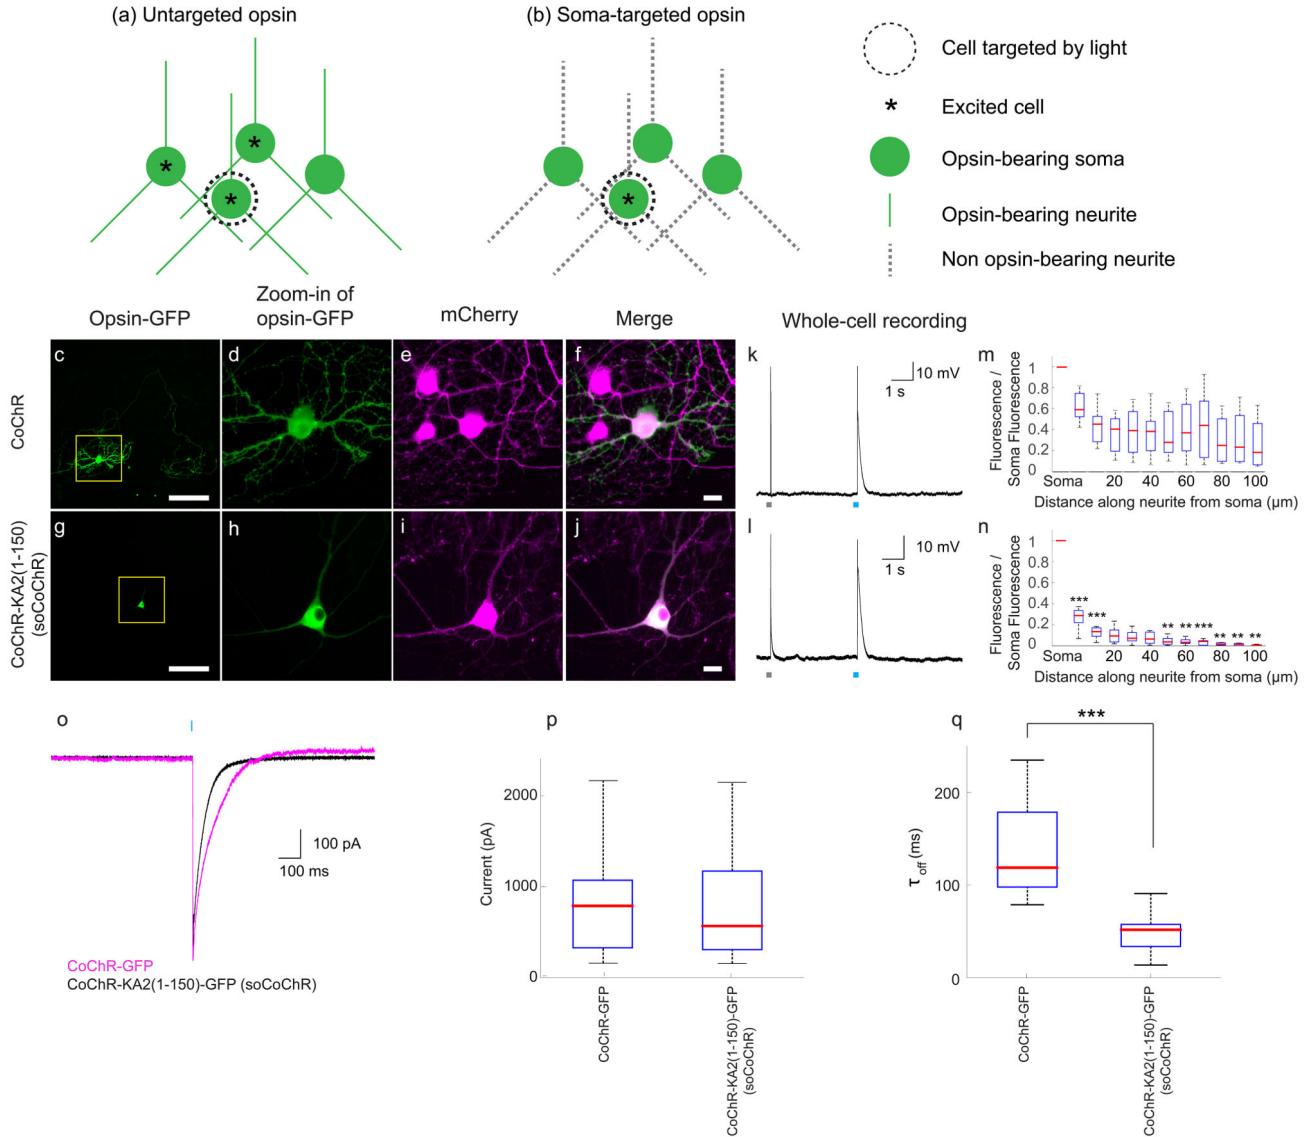 (a) Untargeted opsin
(b) Soma-targeted opsin
Cell targeted by light
*
Excited cell
Opsin-bearing soma
Opsin-bearing neurite
Non opsin-bearing neurite
* * *
*
Opsin-GFP
Zoom-in of
opsin-GFP
mCherry
Merge
Whole-cell recording
CoChR
c
d
e
f
k
10 mV
1 s
m
Fluorescence /
Soma Fluorescence
1
0.8
0.6
0.4
0.2
0
Soma 20 40 60 80 100
Distance along neurite from soma (μm)
CoChR-KA2(1-150)
(soCoChR)
g
h
i
j
l
10 mV
1 s
n
Fluorescence /
Soma Fluorescence
1
0.8
0.6
0.4
0.2
0
*** *** ** ** *** ** ** **
Soma 20 40 60 80 100
Distance along neurite from soma (μm)
o
100 pA
100 ms
CoChR-GFP
CoChR-KA2(1-150)-GFP (soCoChR)
p
Current (pA)
2000
1000
0
CoChR-GFP
CoChR-KA2(1-150)-GFP
(soCoChR)
q
***
τ off (ms)
200
100
0
CoChR-GFP
CoChR-KA2(1-150)-GFP
(soCoChR)